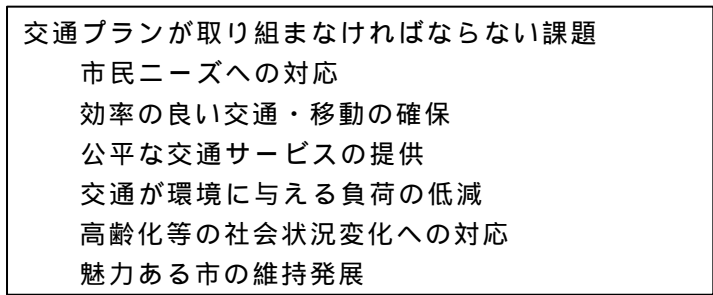 交通プランが取り組まなければならない課題
市民ニーズへの対応
効率の良い交通・移動の確保
公平な交通サービスの提供
交通が環境に与える負荷の低減
高齢化等の社会状況変化への対応
魅力ある市の維持発展